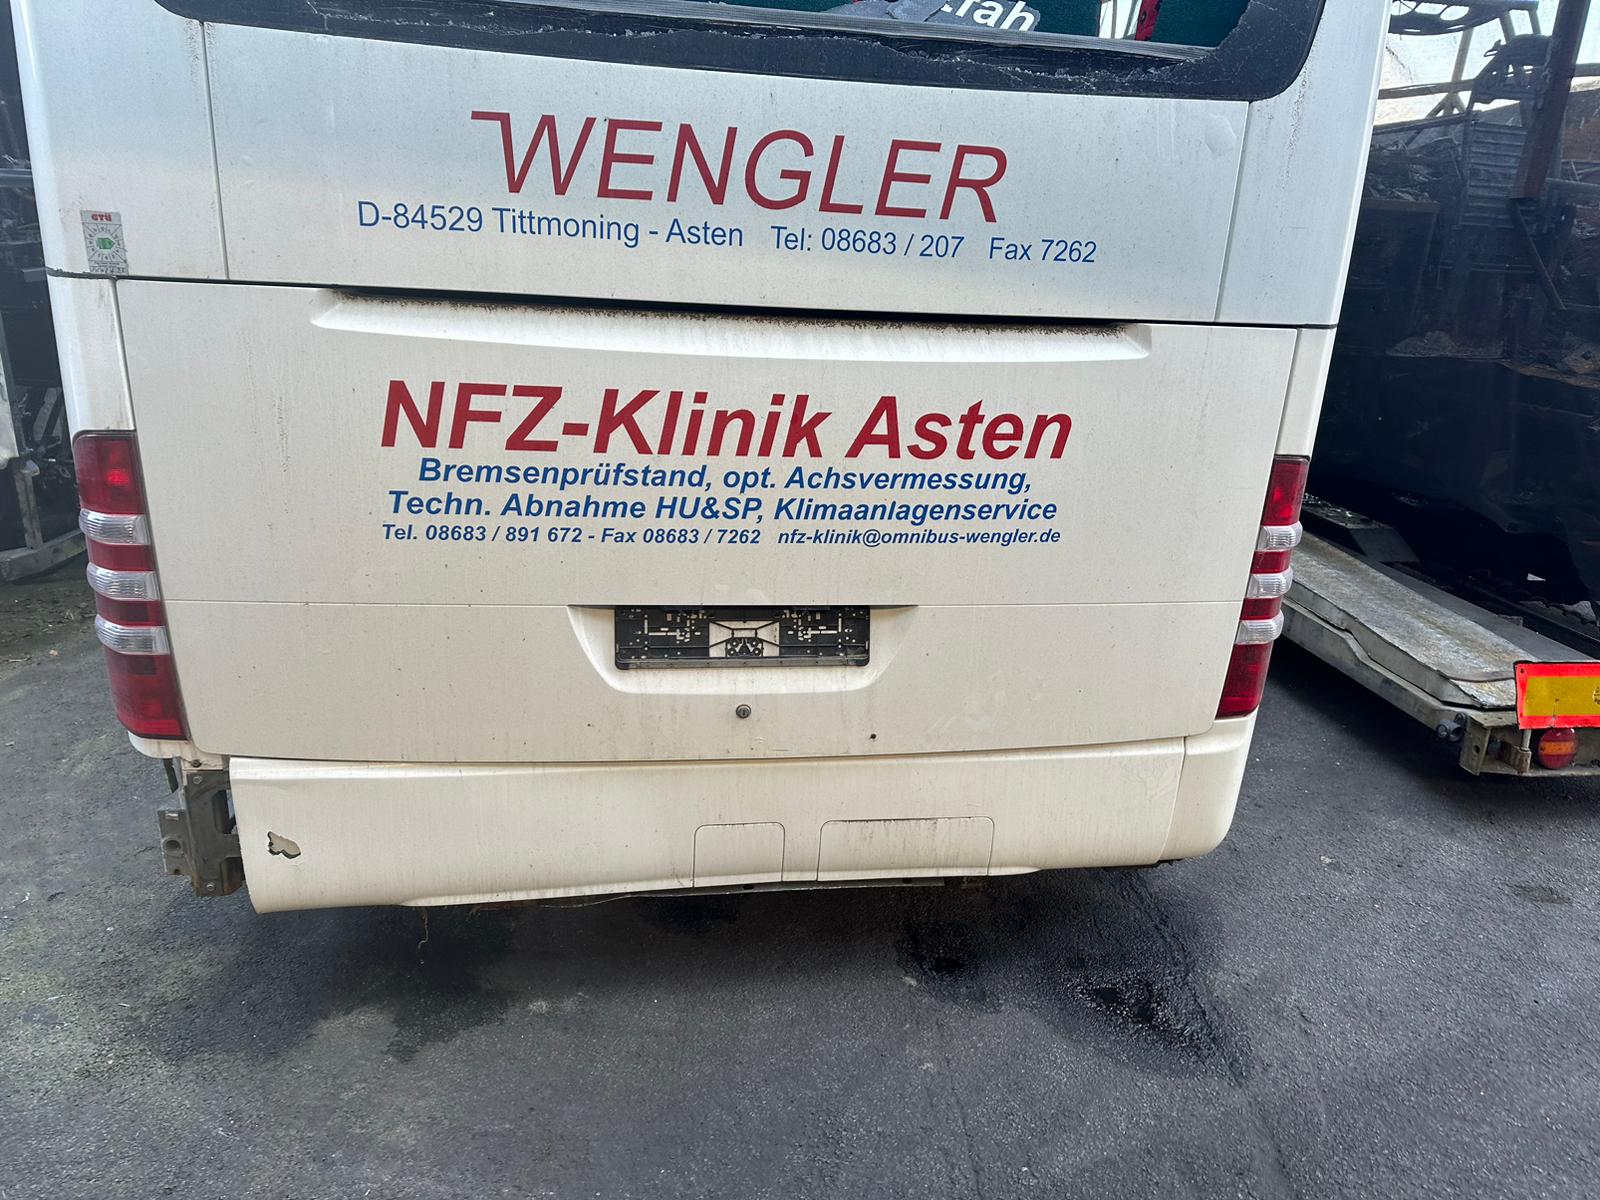 WENGLER
D-84529 Tittmoning - Asten Tel: 08683 / 207 Fax 7262
GTÜ
NFZ-Klinik Asten
Bremsenprüfstand, opt. Achsvermessung,
Techn. Abnahme HU&SP, Klimaanlagenservice
Tel. 08683 / 891 672 - Fax 08683 / 7262 nfz-klinik@omnibus-wengler.de